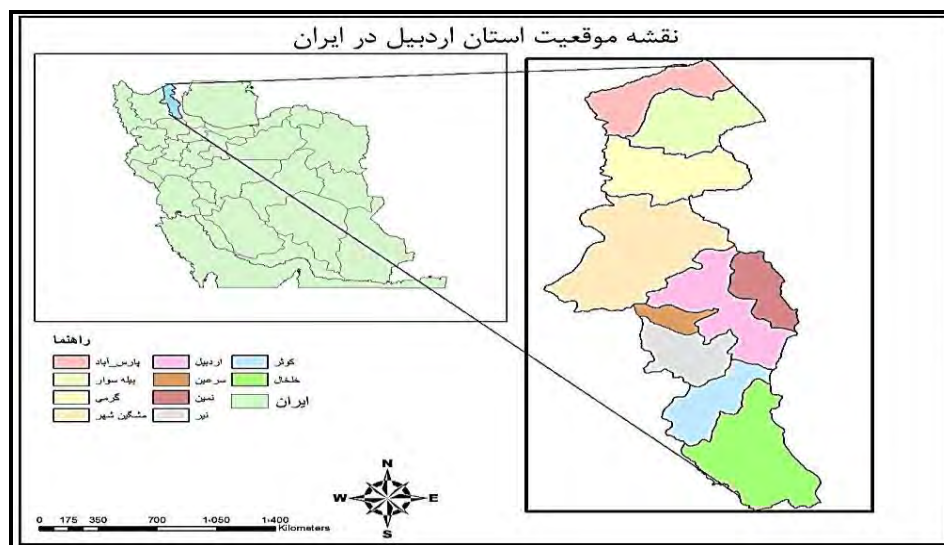 نقشه موقعیت استان اردبیل در ایران
راهنما
پارس_آباد
اردبیل
کوثر
بیله سوار
سرعین
خلخال
گرمی
نمین
ایران
مشگین شهر
نیر
N
W
E
S
0 175 350 700 1·050 1·400
Kilometers